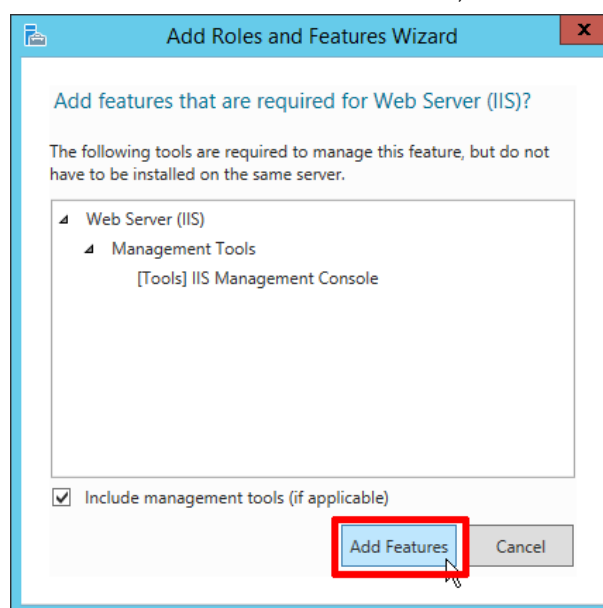 Add Roles and Features Wizard
x
Add features that are required for Web Server (IIS)?
The following tools are required to manage this feature, but do not
have to be installed on the same server.
Web Server (IIS)
Management Tools
[Tools] IIS Management Console
Include management tools (if applicable)
Add Features
Cancel